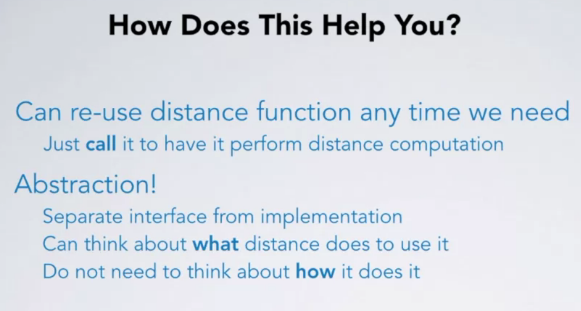 How Does This Help You?
Can re-use distance function any time we need
Just call it to have it perform distance computation
Abstraction!
Separate interface from implementation
Can think about what distance does to use it
Do not need to think about how it does it